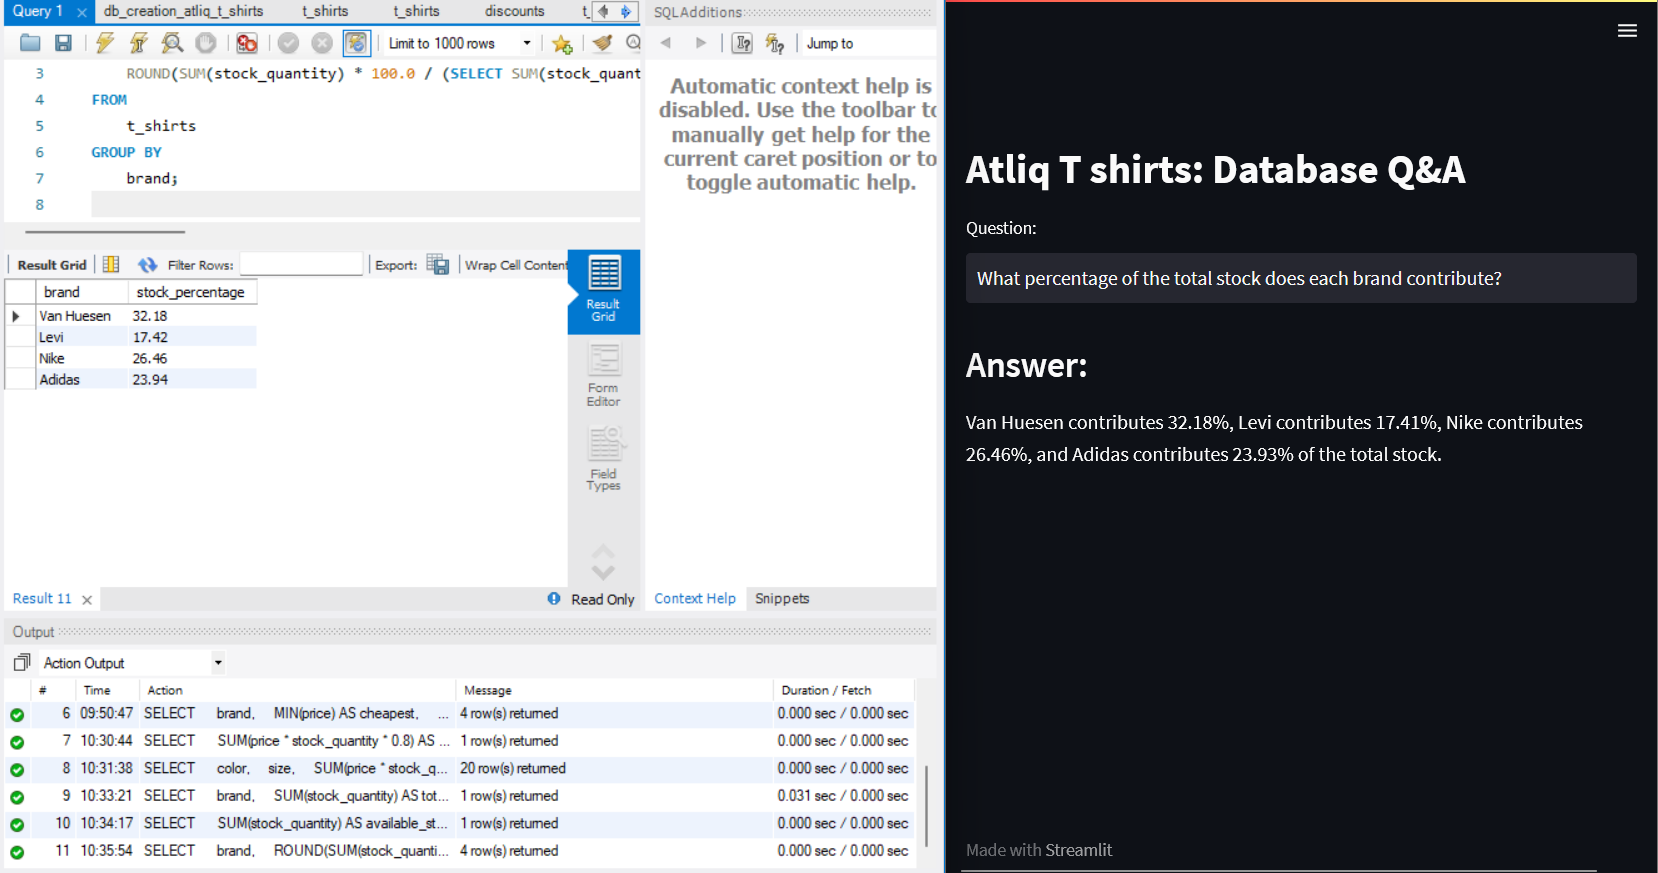 Query 1
db_creation_atliq_t_shirts
t_shirts
t_shirts
discounts
t_
SQLAdditions
Limit to 1000 rows
Jump to
3 ROUND(SUM(stock_quantity) * 100.0 / (SELECT SUM(stock_quant
4 FROM
5 t_shirts
6 GROUP BY
7 brand;
8
Automatic context help is
disabled. Use the toolbar to
manually get help for the
current caret position or to
toggle automatic help.
Result Grid Filter Rows: Export: Wrap Cell Content
brand stock_percentage
Van Huesen 32.18
Levi 17.42
Nike 26.46
Adidas 23.94
Result
Grid
Form
Editor
Field
Types
Result 11
Read Only
Context Help
Snippets
Output
Action Output
# Time Action Message Duration / Fetch
6 09:50:47 SELECT brand, MIN(price) AS cheapest, ... 4 row(s) returned 0.000 sec / 0.000 sec
7 10:30:44 SELECT SUM(price * stock_quantity * 0.8) AS ... 1 row(s) returned 0.000 sec / 0.000 sec
8 10:31:38 SELECT color, size, SUM(price * stock_q... 20 row(s) returned 0.000 sec / 0.000 sec
9 10:33:21 SELECT brand, SUM(stock_quantity) AS tot... 1 row(s) returned 0.031 sec / 0.000 sec
10 10:34:17 SELECT SUM(stock_quantity) AS available_st... 1 row(s) returned 0.000 sec / 0.000 sec
11 10:35:54 SELECT brand, ROUND(SUM(stock_quanti... 4 row(s) returned 0.000 sec / 0.000 sec
Atliq T shirts: Database Q&A
Question:
What percentage of the total stock does each brand contribute?
Answer:
Van Huesen contributes 32.18%, Levi contributes 17.41%, Nike contributes
26.46%, and Adidas contributes 23.93% of the total stock.
Made with Streamlit